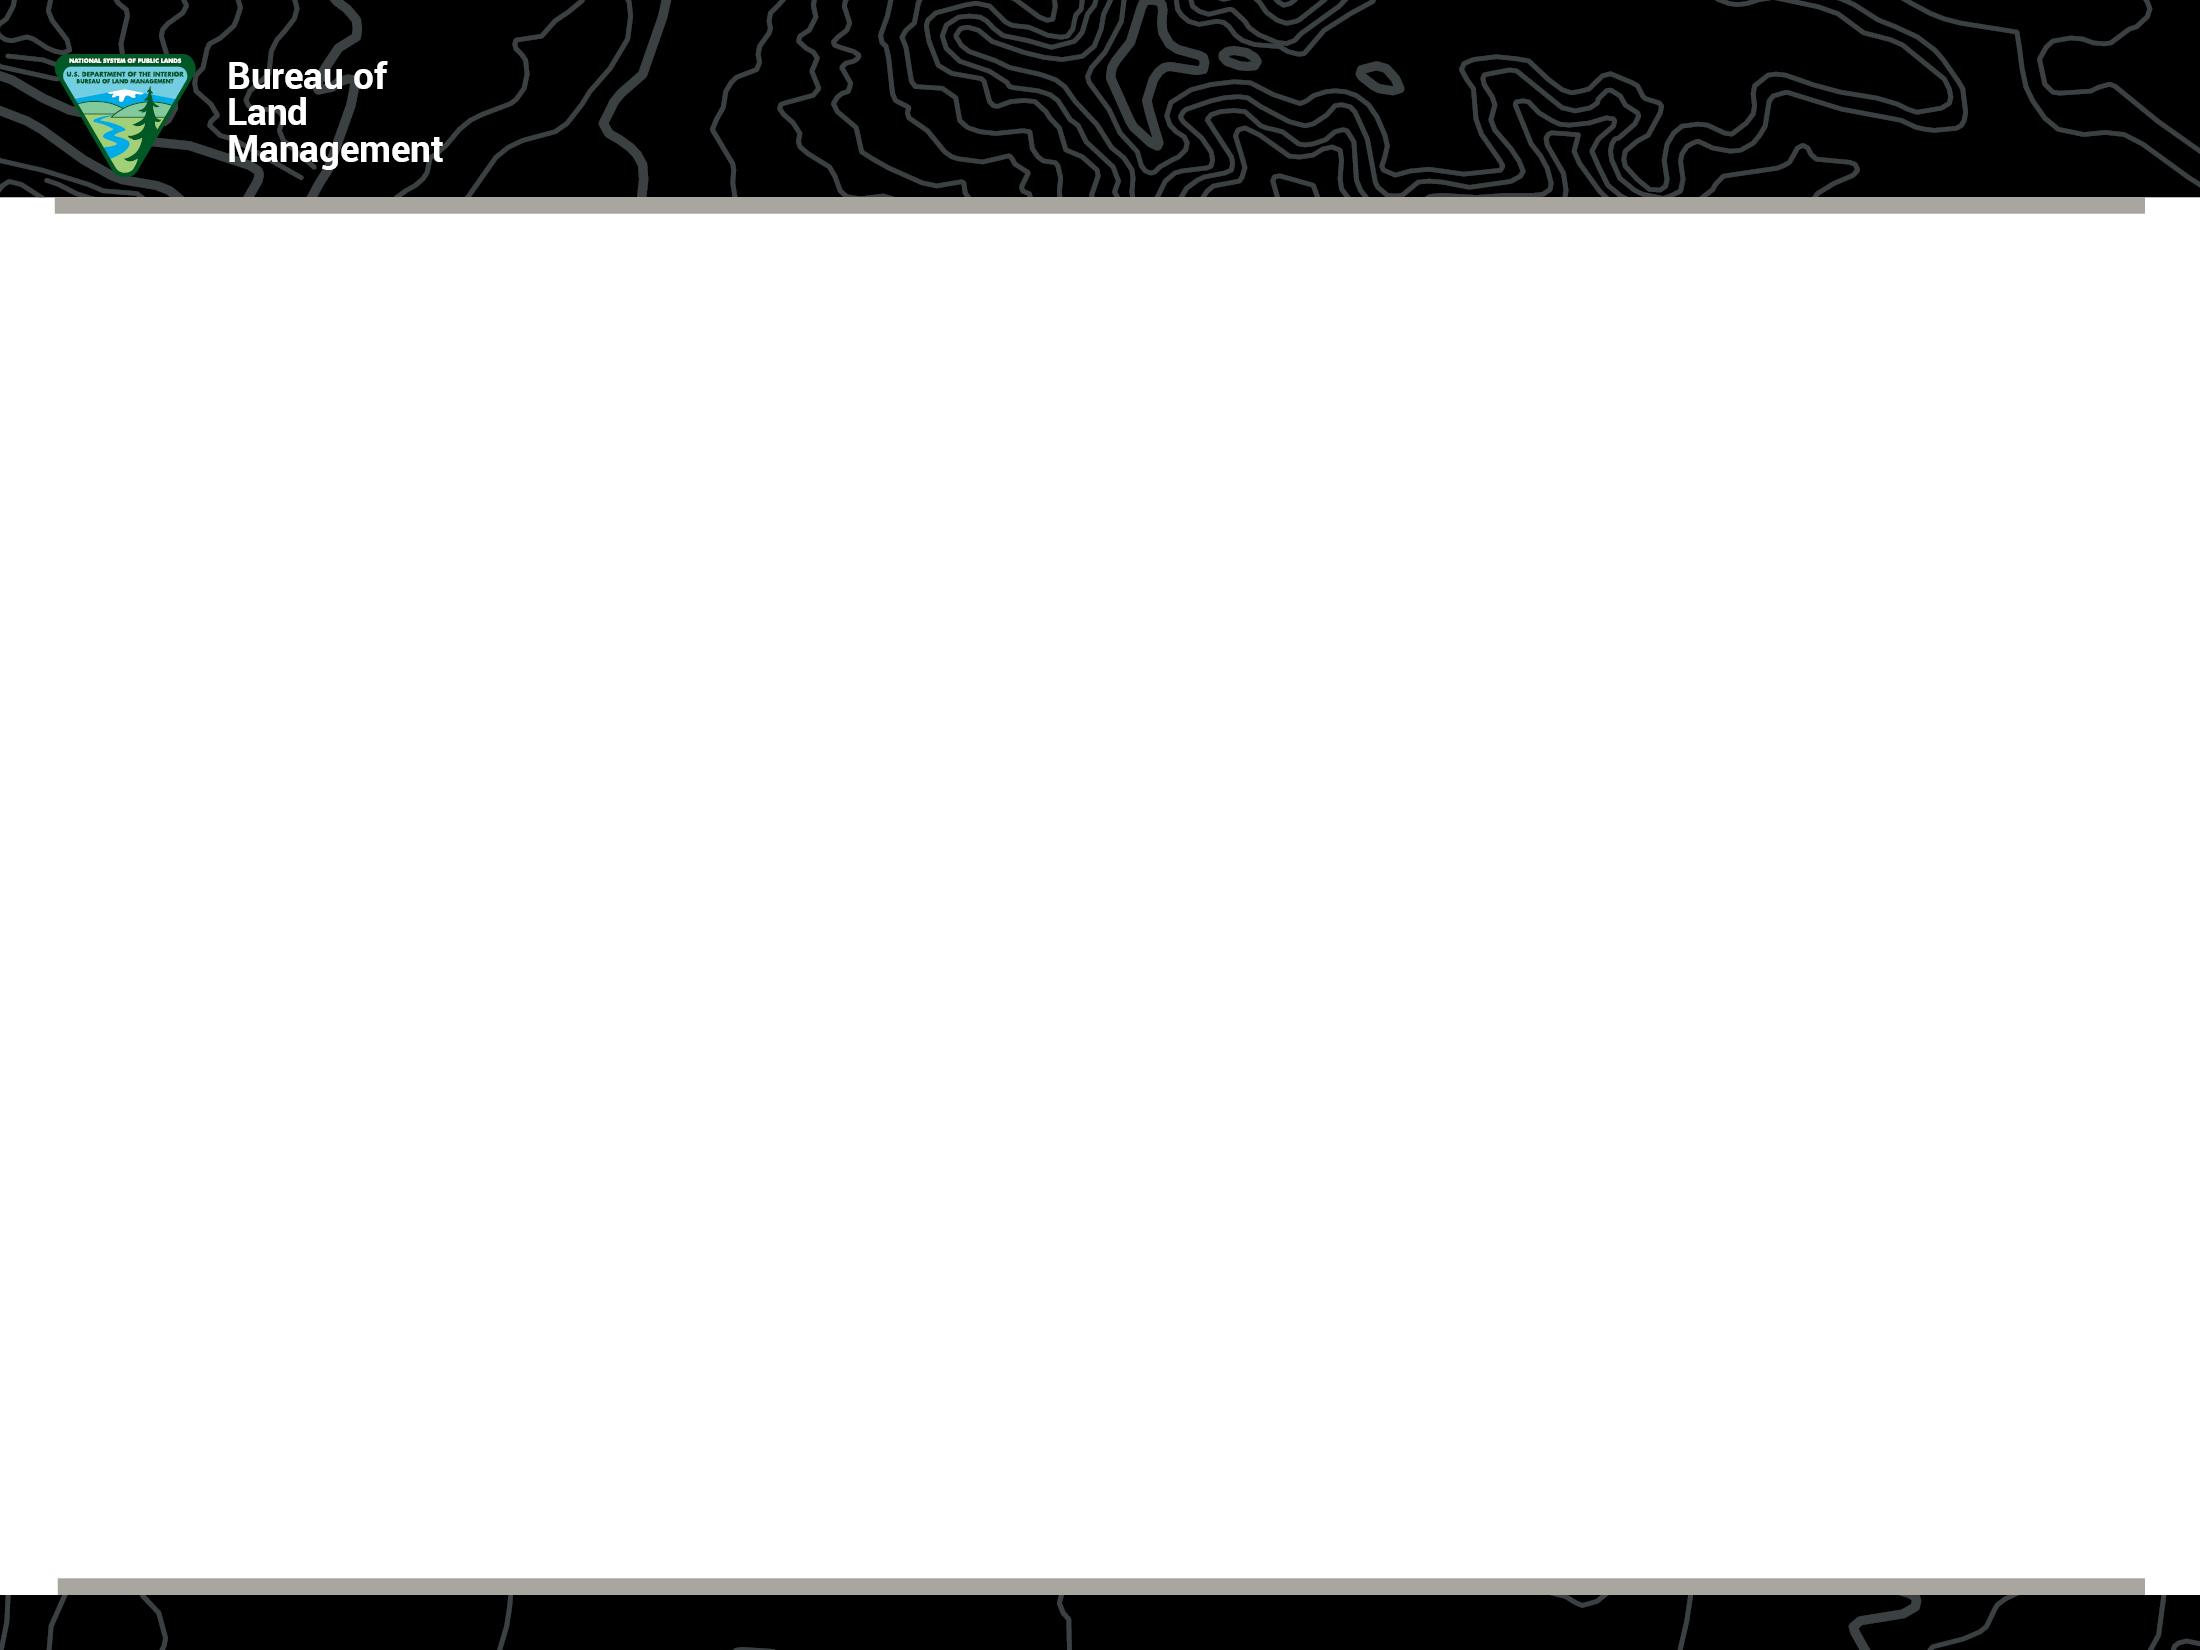 NATIONAL SYSTEM OF PUBLIC LANDS
U.S. DEPARTMENT OF THE INTERIOR
BUREAU OF LAND MANAGEMENT
Bureau of
Land
Management